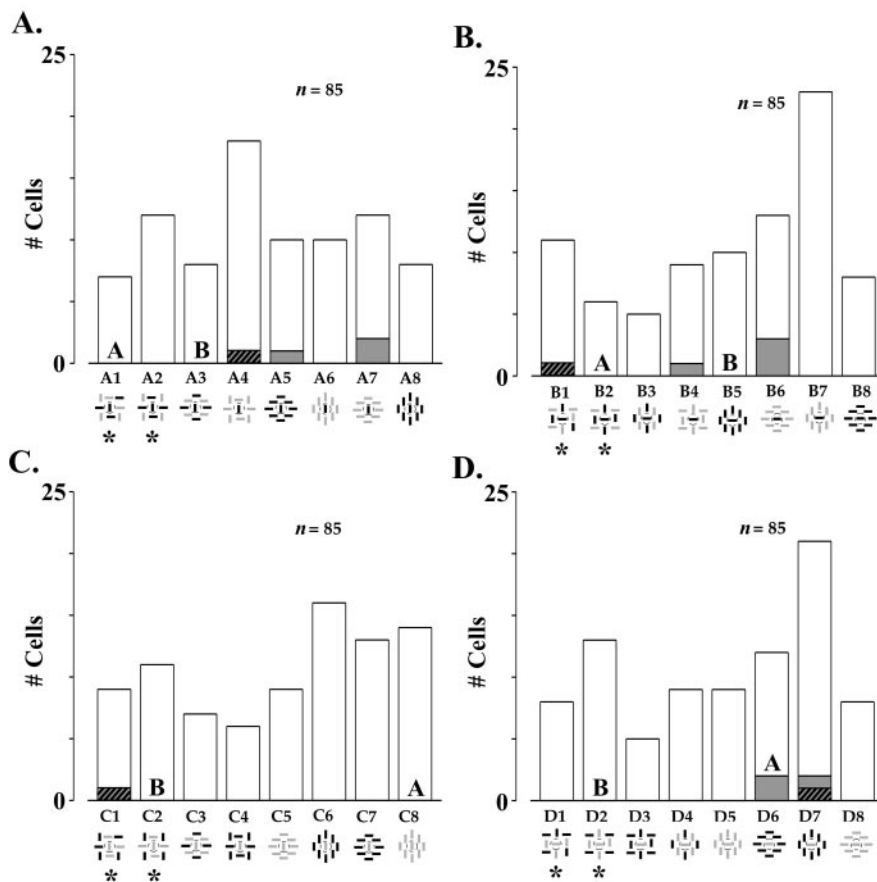 A.
25
n = 85
# Cells
A
B
0
A1 A2 A3 A4 A5 A6 A7 A8
* *
B.
25
n = 85
# Cells
A
B
0
B1 B2 B3 B4 B5 B6 B7 B8
* *
C.
25
n = 85
# Cells
B
A
0
C1 C2 C3 C4 C5 C6 C7 C8
* *
D.
25
n = 85
# Cells
A
B
0
D1 D2 D3 D4 D5 D6 D7 D8
* *